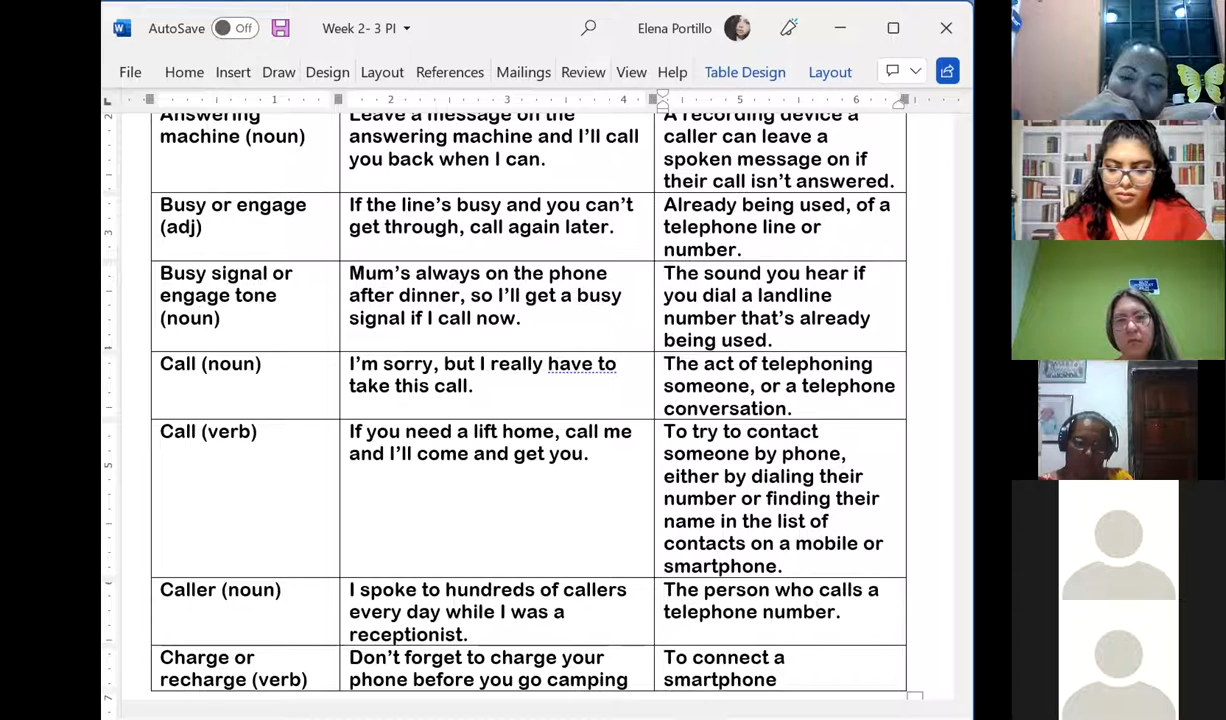 AutoSave Off Week 2- 3 PI Elena Portillo
File Home Insert Draw Design Layout References Mailings Review View Help Table Design Layout
1 2 3 4 5 6
Answering machine (noun)
Leave a message on the
answering machine and I'll call
you back when I can.
A recording device a
caller can leave a
spoken message on if
their call isn't answered.
Busy or engage
(adj)
If the line's busy and you can't
get through, call again later.
Already being used, of a
telephone line or
number.
Busy signal or
engage tone
(noun)
Mum's always on the phone
after dinner, so I'll get a busy
signal if I call now.
The sound you hear if
you dial a landline
number that's already
being used.
Call (noun)
I'm sorry, but I really have to
take this call.
The act of telephoning
someone, or a telephone
conversation.
Call (verb)
If you need a lift home, call me
and I'll come and get you.
To try to contact
someone by phone,
either by dialing their
number or finding their
name in the list of
contacts on a mobile or
smartphone.
Caller (noun)
I spoke to hundreds of callers
every day while I was a
receptionist.
The person who calls a
telephone number.
Charge or
recharge (verb)
Don't forget to charge your
phone before you go camping
To connect a
smartphone